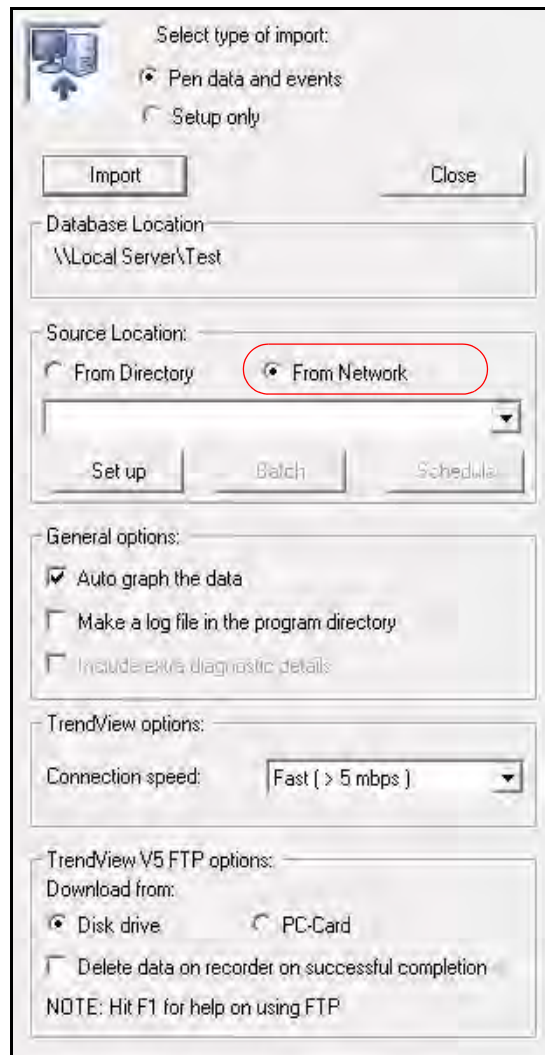 Select type of import:
Pen data and events
Setup only
Import Close
Database Location
\\Local Server\Test
Source Location:
From Directory From Network
Set up Batch Schedule
General options:
Auto graph the data
Make a log file in the program directory
Include extra diagnostic details
TrendView options:
Connection speed: Fast ( > 5 mbps )
TrendView V5 FTP options:
Download from:
Disk drive PC-Card
Delete data on recorder on successful completion
NOTE: Hit F1 for help on using FTP